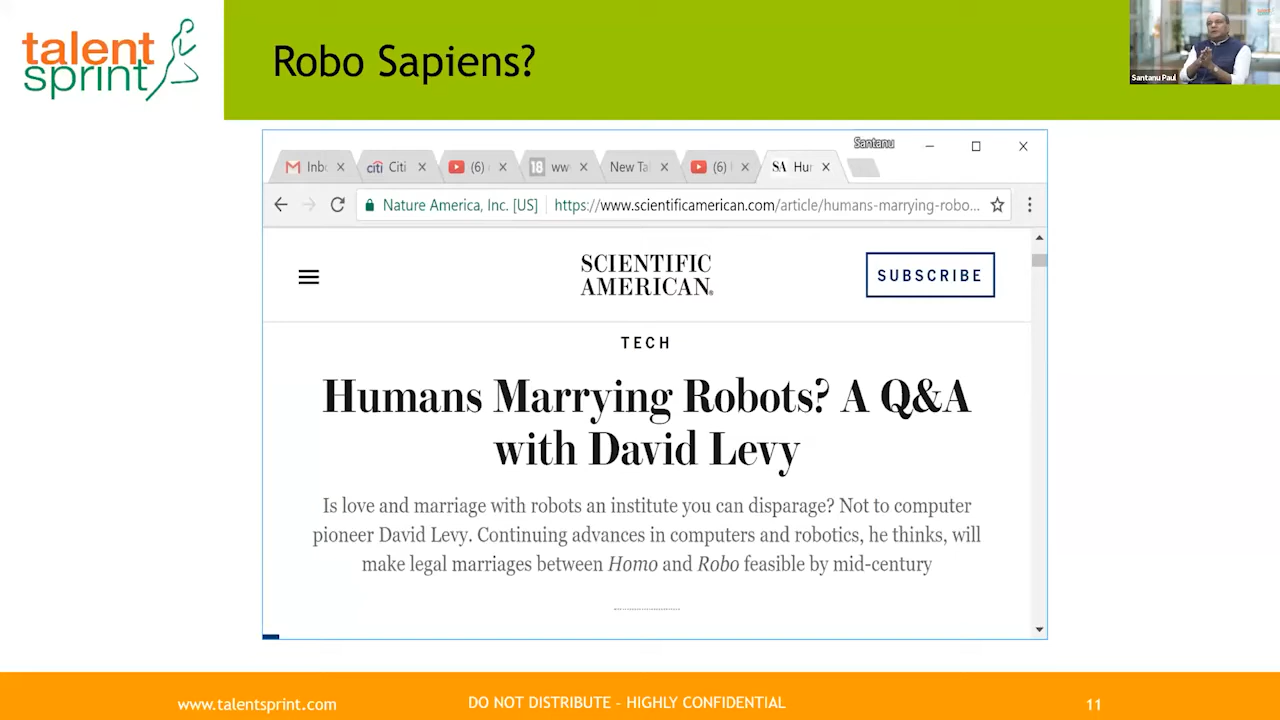 talent
sprint
Robo Sapiens?
Santanu Paul
Santanu
Inb
citi Citi
(6)
18 ww
New Ta
(6)
SA Hu
Nature America, Inc. [US] https://www.scientificamerican.com/article/humans-marrying-robo...
SCIENTIFIC
AMERICAN®
SUBSCRIBE
TECH
Humans Marrying Robots? A Q&A
with David Levy
Is love and marriage with robots an institute you can disparage? Not to computer
pioneer David Levy. Continuing advances in computers and robotics, he thinks, will
make legal marriages between Homo and Robo feasible by mid-century
www.talentsprint.com
DO NOT DISTRIBUTE - HIGHLY CONFIDENTIAL
11